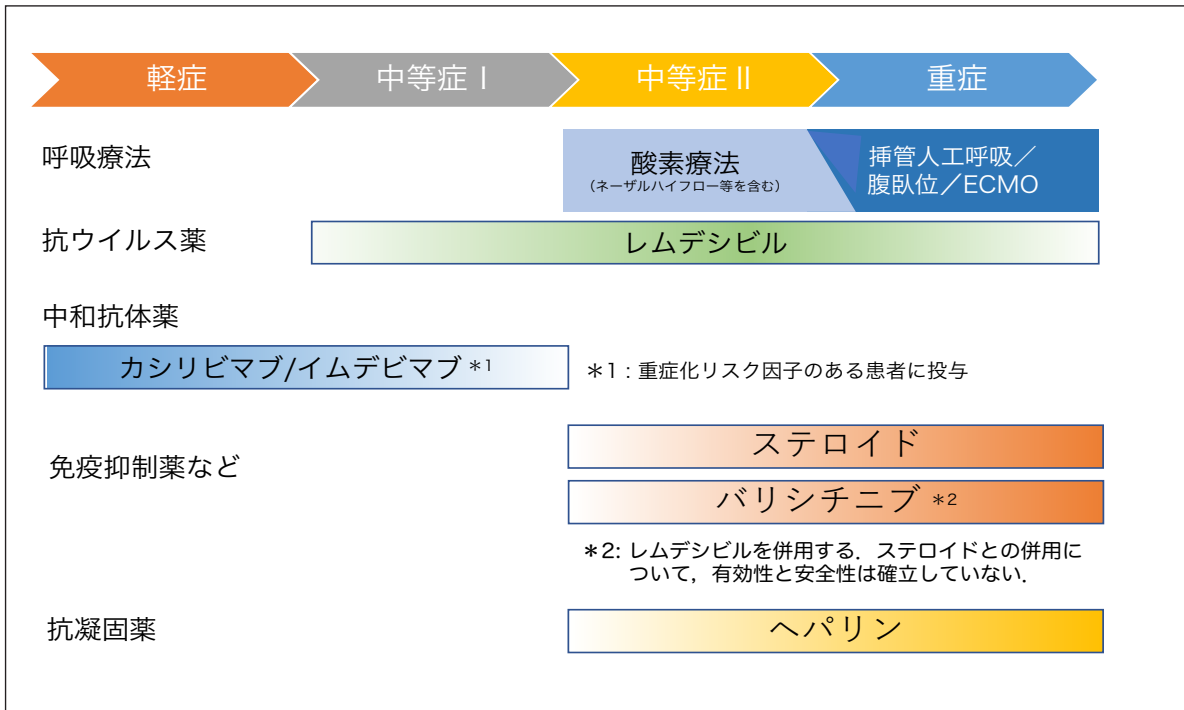 軽症
中等症 Ⅰ
中等症 Ⅱ
重症
呼吸療法
酸素療法
（ネーザルハイフロー等を含む）
挿管人工呼吸／
腹臥位／ECMO
抗ウイルス薬
レムデシビル
中和抗体薬
カシリビマブ/イムデビマブ ＊1
＊1：重症化リスク因子のある患者に投与
免疫抑制薬など
ステロイド
バリシチニブ ＊2
＊2: レムデシビルを併用する．ステロイドとの併用に
ついて，有効性と安全性は確立していない．
抗凝固薬
ヘパリン